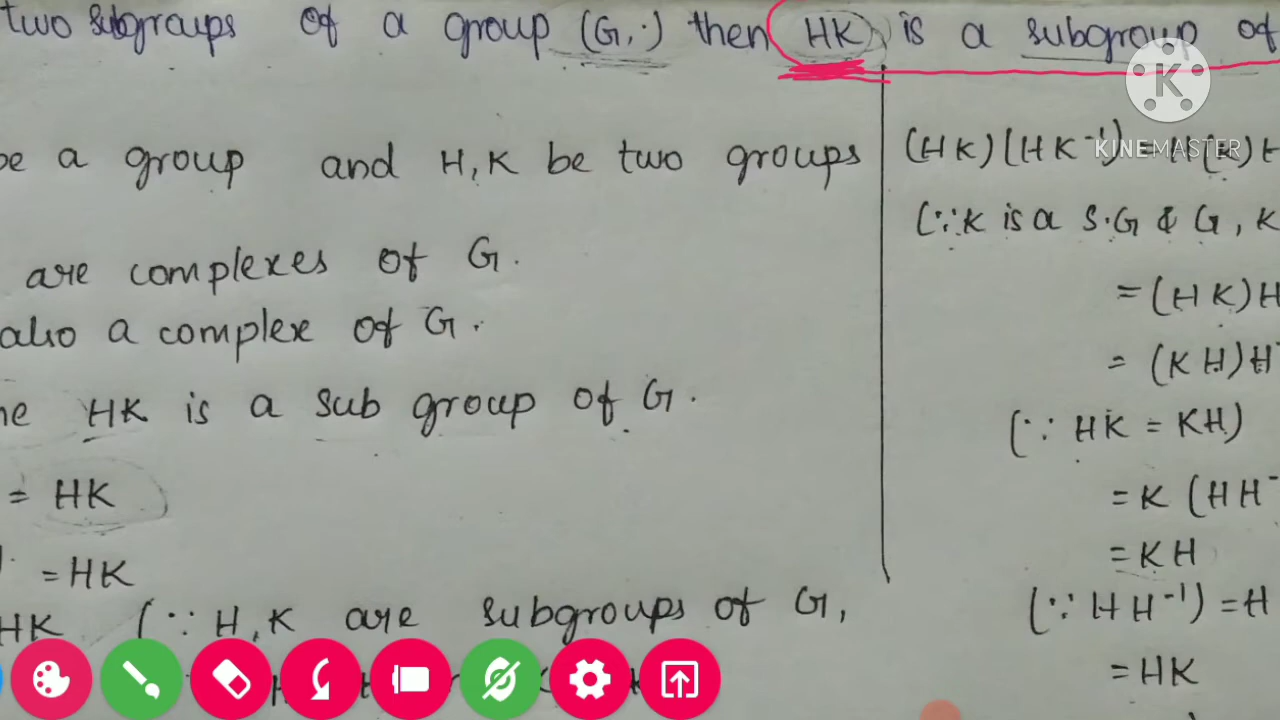 two subgroups of a group (G,·) then HK is a subgroup of
be a group and H,K be two groups
are complexes of G.
also a complex of G.
HK is a sub group of G.
= HK
= HK
HK (∵ H,K are subgroups of G,
(HK)(HK⁻¹) = H(K)H
(∵ K is a S.G & G, K
= (HK)H
= (KH)H⁻
(∵ HK = KH)
= K (HH⁻
= KH
(∵ HH⁻¹) = H
= HK
K
KINEMASTER